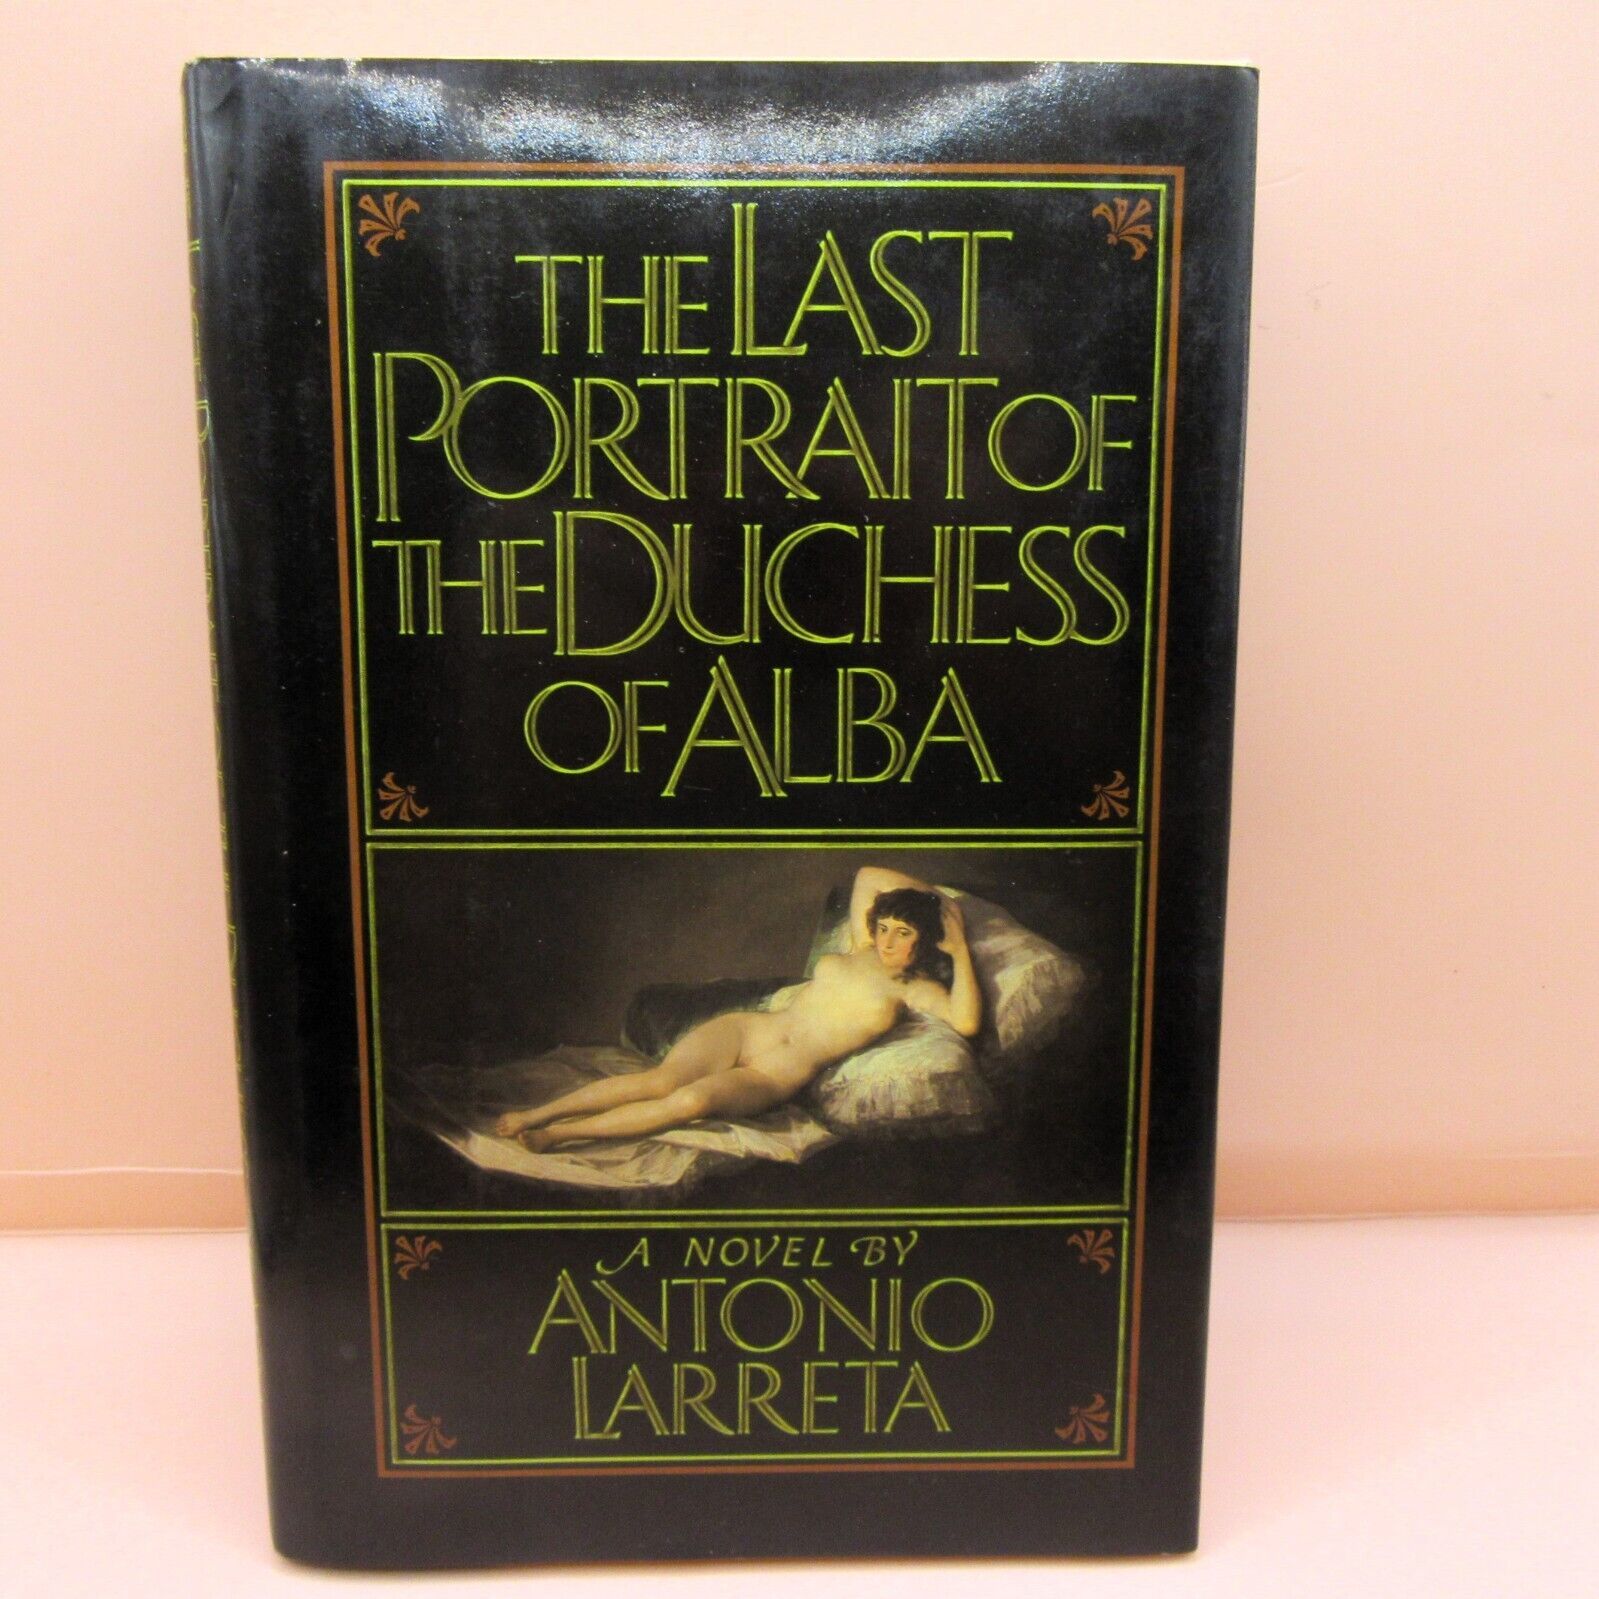 THE LAST
PORTRAIT OF
THE DUCHESS
OF ALBA
A NOVEL BY
ANTONIO
LARRETA